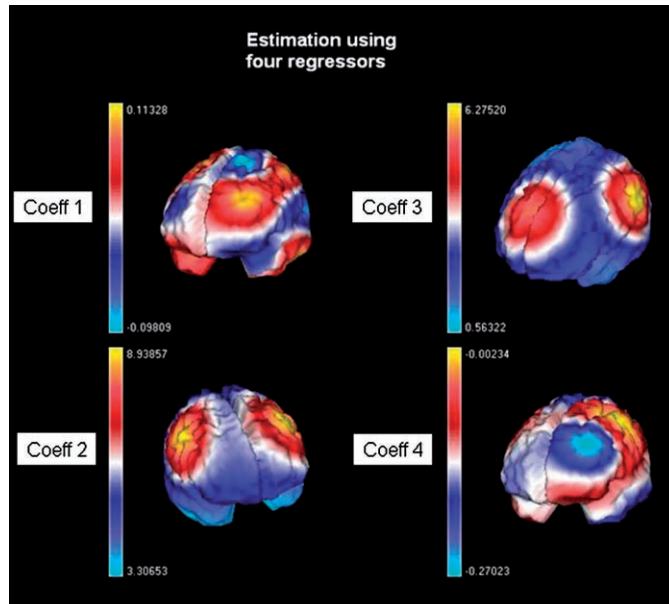 Estimation using
four regressors
0.11328
Coeff 1
-0.09809
6.27520
Coeff 3
0.56322
8.93857
Coeff 2
3.30653
-0.00234
Coeff 4
-0.27023